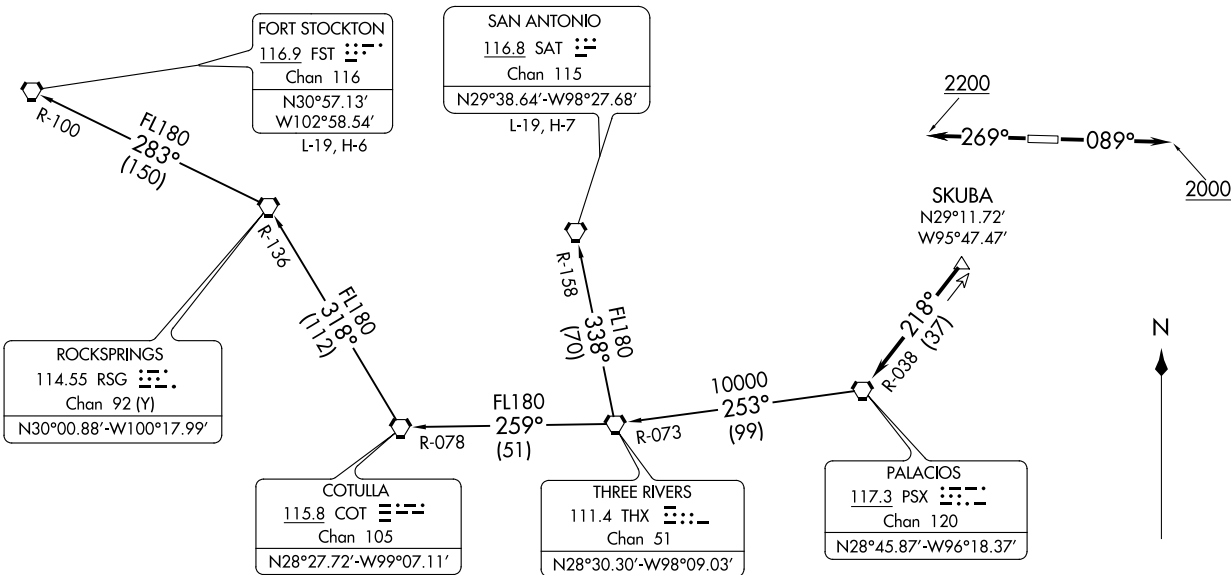 FORT STOCKTON
116.9 FST
Chan 116
N30°57.13'
W102°58.54'
L-19, H-6
SAN ANTONIO
116.8 SAT
Chan 115
N29°38.64'-W98°27.68'
L-19, H-7
2200
269°
089°
2000
SKUBA
N29°11.72'
W95°47.47'
R-100
FL180
283°
(150)
R-136
FL180
318°
(112)
R-158
FL180
338°
(70)
218°
(37)
R-038
N
ROCKSPRINGS
114.55 RSG
Chan 92 (Y)
N30°00.88'-W100°17.99'
R-078
FL180
259°
(51)
R-073
10000
253°
(99)
COTULLA
115.8 COT
Chan 105
N28°27.72'-W99°07.11'
THREE RIVERS
111.4 THX
Chan 51
N28°30.30'-W98°09.03'
PALACIOS
117.3 PSX
Chan 120
N28°45.87'-W96°18.37'